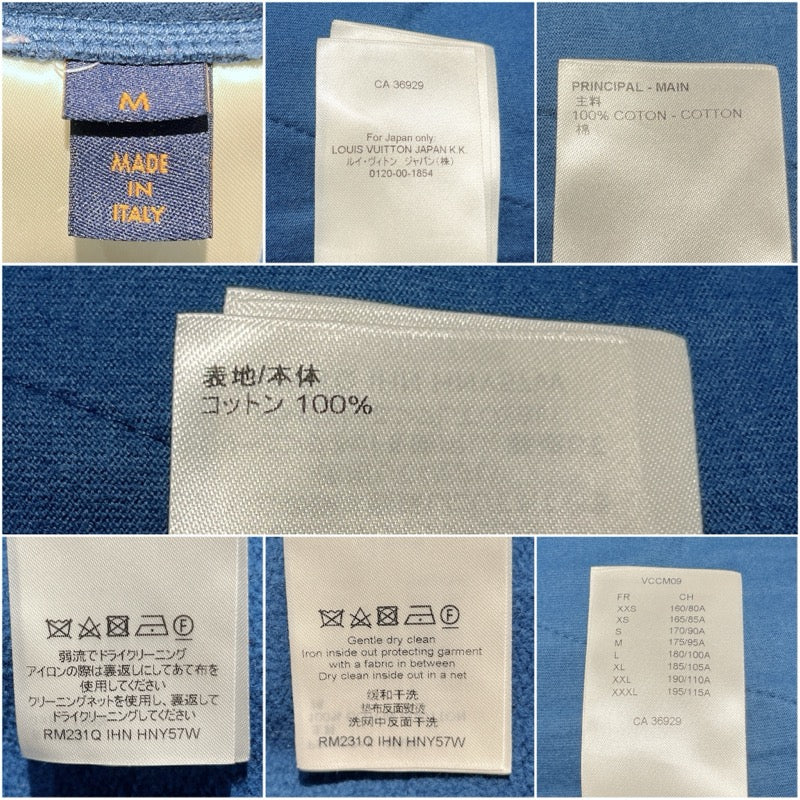 M
MADE
IN
ITALY
CA 36929
For Japan only:
LOUIS VUITTON JAPAN K.K.
ルイ・ヴィトン ジャパン(株)
0120-00-1854
PRINCIPAL - MAIN
主料
100% COTON - COTTON
棉
表地/本体
コットン 100%
弱流でドライクリーニング
アイロンの際は裏返しにしてあて布を
使用してください
クリーニングネットを使用し、裏返して
ドライクリーニングしてください
RM231Q IHN HNY57W
Gentle dry clean
Iron inside out protecting garment
with a fabric in between
Dry clean inside out in a net
缓和干洗
垫布反面熨烫
洗网中反面干洗
RM231Q IHN HNY57W
VCCM09
FR CH
XXS 160/80A
XS 165/85A
S 170/90A
M 175/95A
L 180/100A
XL 185/105A
XXL 190/110A
XXXL 195/115A
CA 36929